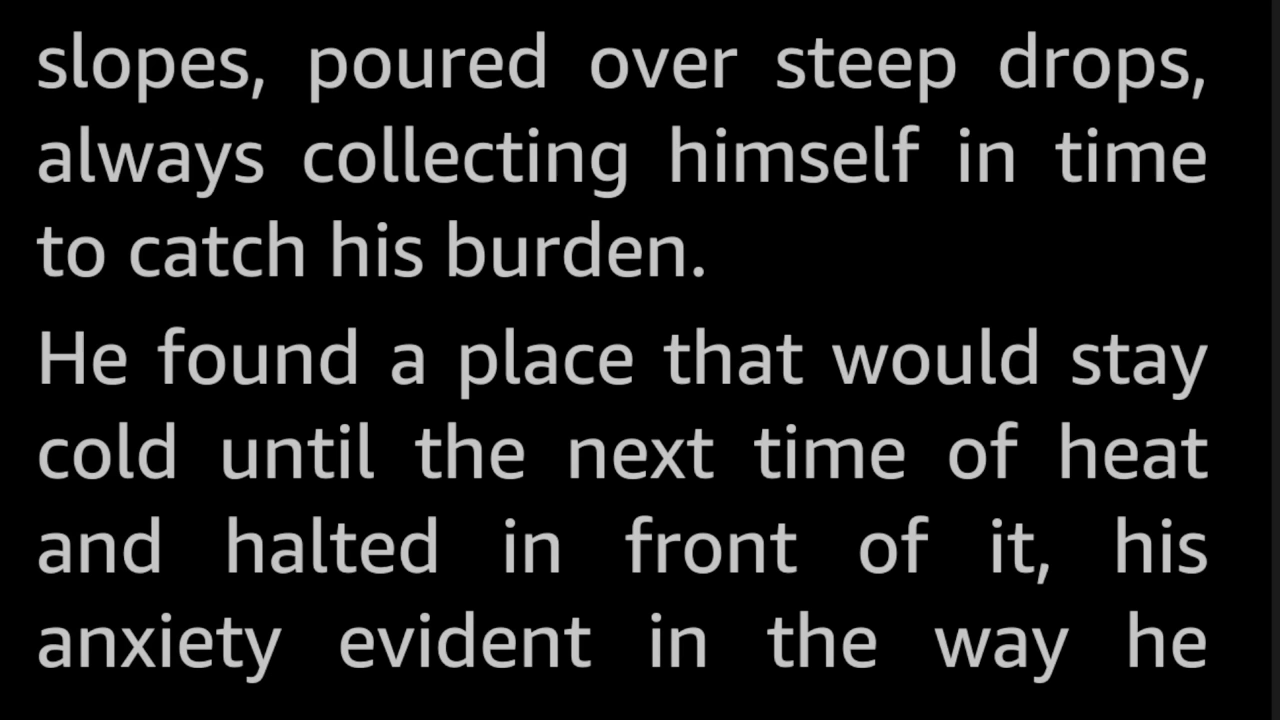 slopes, poured over steep drops,
always collecting himself in time
to catch his burden.
He found a place that would stay
cold until the next time of heat
and halted in front of it, his
anxiety evident in the way he